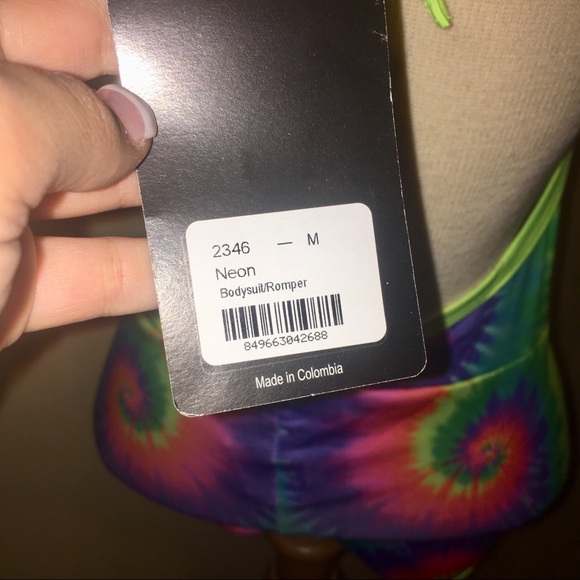 2346 — M
Neon
Bodysuit/Romper
849663042688
Made in Colombia